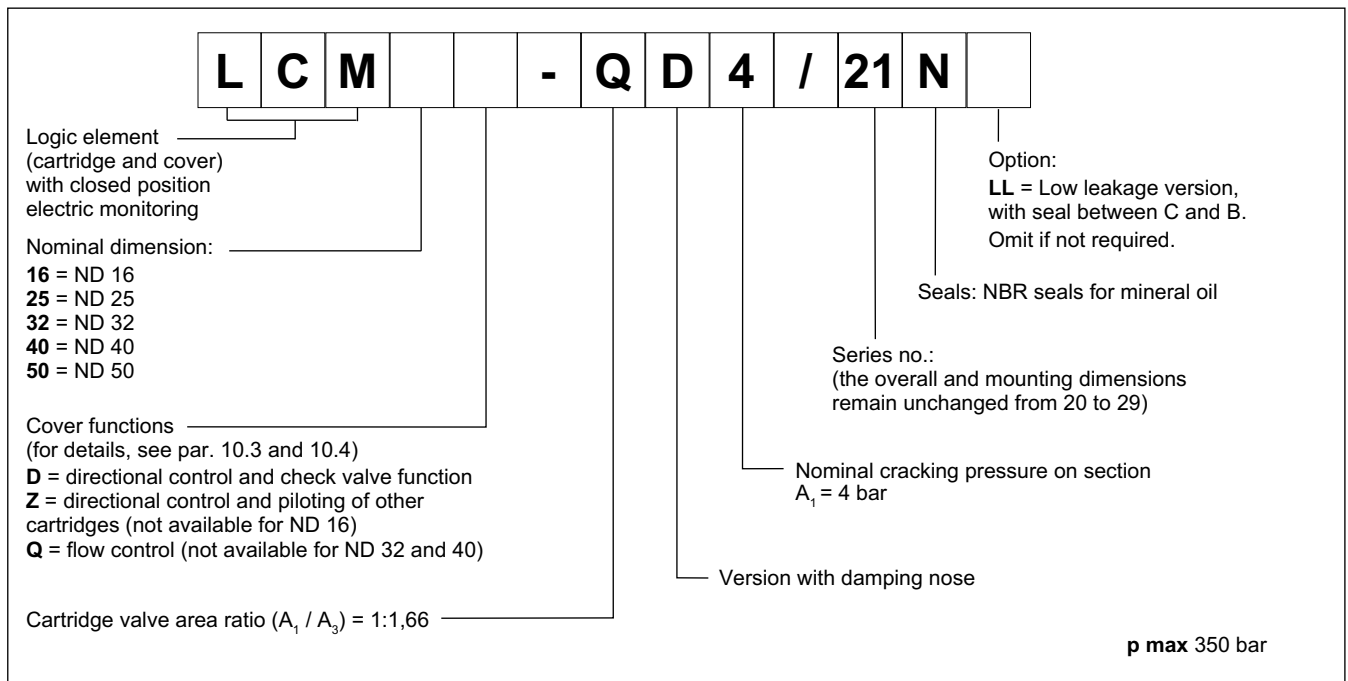 L C M - Q D 4 / 21 N
Logic element
(cartridge and cover)
with closed position
electric monitoring
Nominal dimension:
16 = ND 16
25 = ND 25
32 = ND 32
40 = ND 40
50 = ND 50
Cover functions
(for details, see par. 10.3 and 10.4)
D = directional control and check valve function
Z = directional control and piloting of other
cartridges (not available for ND 16)
Q = flow control (not available for ND 32 and 40)
Cartridge valve area ratio (A1 / A3) = 1:1,66
Option:
LL = Low leakage version,
with seal between C and B.
Omit if not required.
Seals: NBR seals for mineral oil
Series no.:
(the overall and mounting dimensions
remain unchanged from 20 to 29)
Nominal cracking pressure on section
A1 = 4 bar
Version with damping nose
p max 350 bar